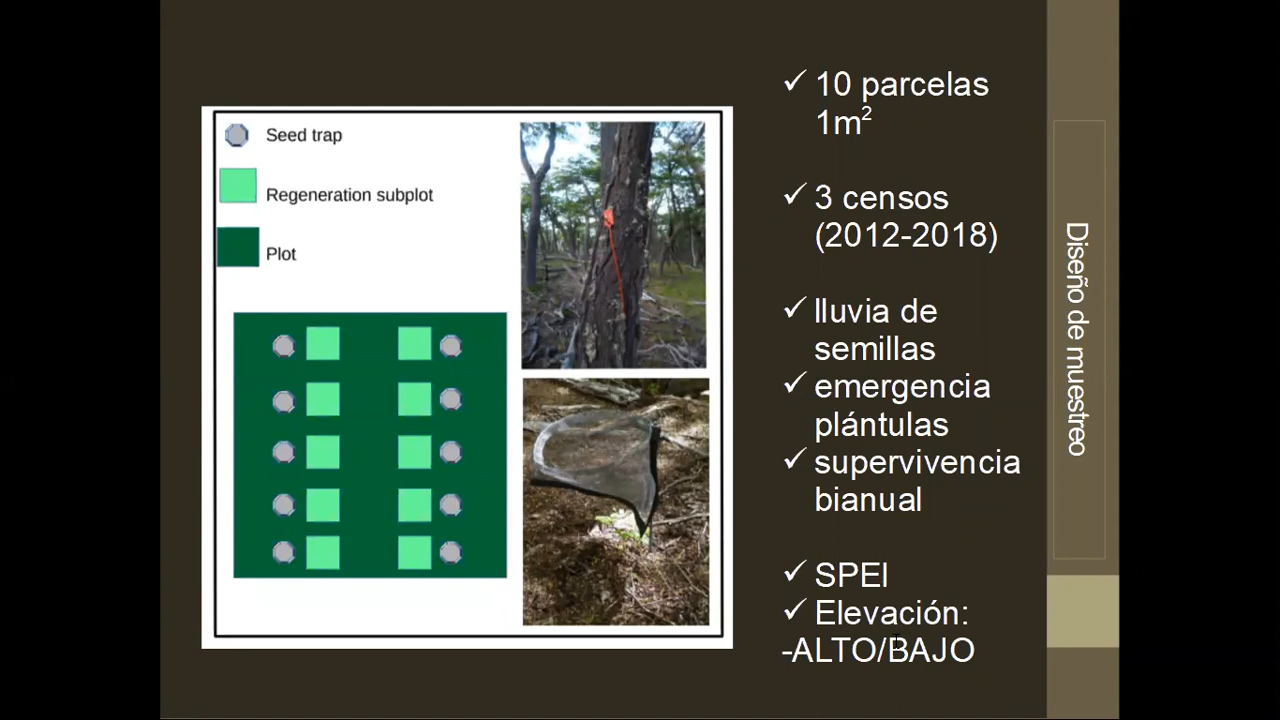 Seed trap
Regeneration subplot
Plot
✓ 10 parcelas
1m²
✓ 3 censos
(2012-2018)
✓ lluvia de
semillas
✓ emergencia
plántulas
✓ supervivencia
bianual
✓ SPEI
✓ Elevación:
-ALTO/BAJO
Diseño de muestreo